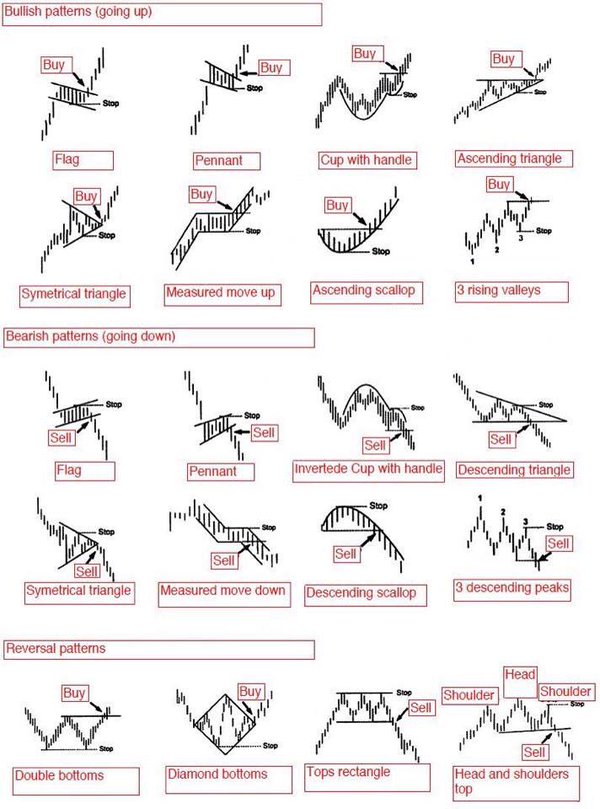 Bullish patterns (going up)
Buy
Stop
Flag
Buy
Stop
Pennant
Buy
Stop
Cup with handle
Buy
Stop
Ascending triangle
Buy
Stop
Symetrical triangle
Buy
Stop
Measured move up
Buy
Stop
Ascending scallop
Buy
Stop
1
2
3
3 rising valleys
Bearish patterns (going down)
Stop
Sell
Flag
Stop
Sell
Pennant
Stop
Sell
Invertede Cup with handle
Stop
Sell
Descending triangle
Stop
Sell
Symetrical triangle
Stop
Sell
Measured move down
Stop
Sell
Descending scallop
1
2
3
Stop
Sell
3 descending peaks
Reversal patterns
Buy
Stop
Double bottoms
Buy
Stop
Diamond bottoms
Stop
Sell
Tops rectangle
Head
Shoulder
Shoulder
Stop
Sell
Head and shoulders
top